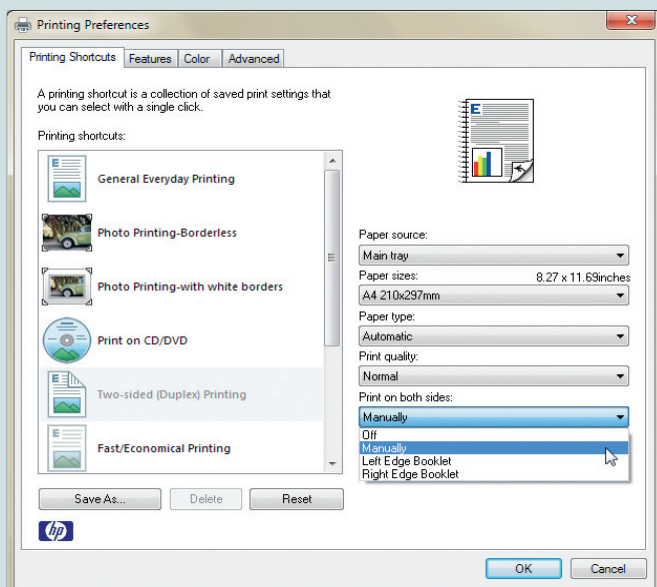 Printing Preferences
Printing Shortcuts Features Color Advanced
A printing shortcut is a collection of saved print settings that
you can select with a single click.
Printing shortcuts:
General Everyday Printing
Photo Printing-Borderless
Photo Printing-with white borders
Print on CD/DVD
Two-sided (Duplex) Printing
Fast/Economical Printing
Save As... Delete Reset
hp
E
Paper source:
Main tray
Paper sizes: 8.27 x 11.69inches
A4 210x297mm
Paper type:
Automatic
Print quality:
Normal
Print on both sides:
Manually
Off
Manually
Left Edge Booklet
Right Edge Booklet
OK Cancel